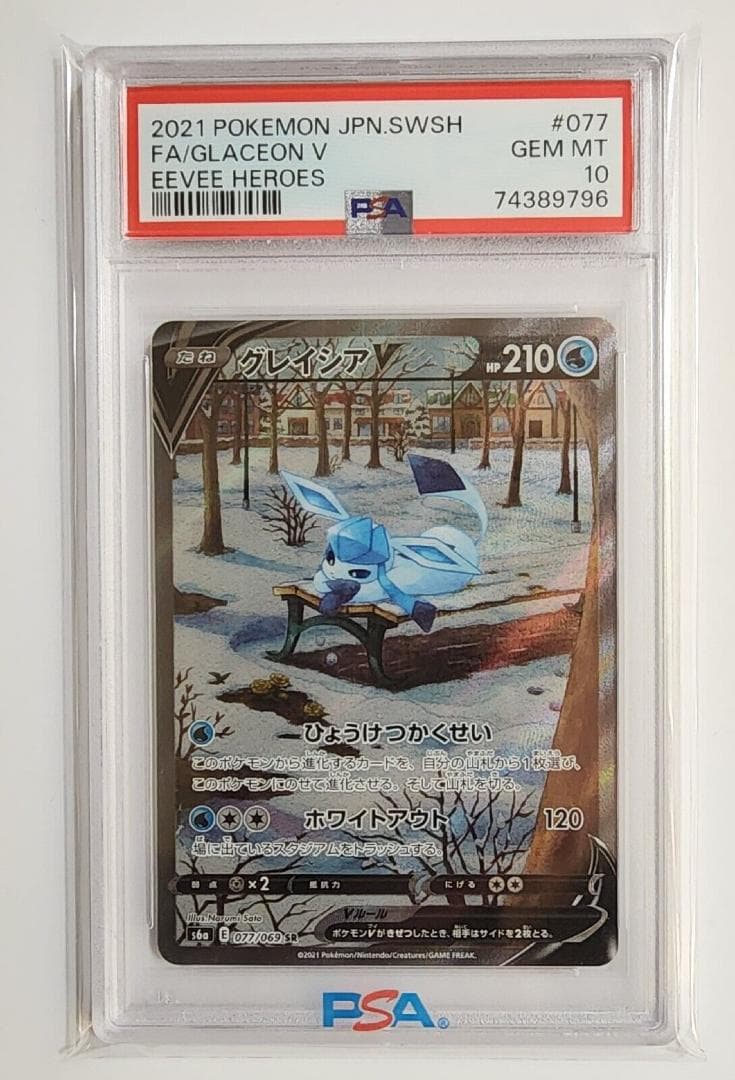 2021 POKEMON JPN.SWSH #077
FA/GLACEON V GEM MT
EEVEE HEROES 10
PSA 74389796
たね グレイシアV HP 210
ひょうけつかくせい
このポケモンから進化するカードを、自分の山札から1枚選び、
このポケモンにのせて進化させる。そして山札を切る。
ホワイトアウト 120
場に出ているスタジアムをトラッシュする。
弱点 ×2 抵抗力 にげる
Illus. Narumi Sato
Vルール
ポケモンVがきぜつしたとき、相手はサイドを2枚とる。
s6a E 077/069 SR
©2021 Pokémon/Nintendo/Creatures/GAME FREAK.
PSA®